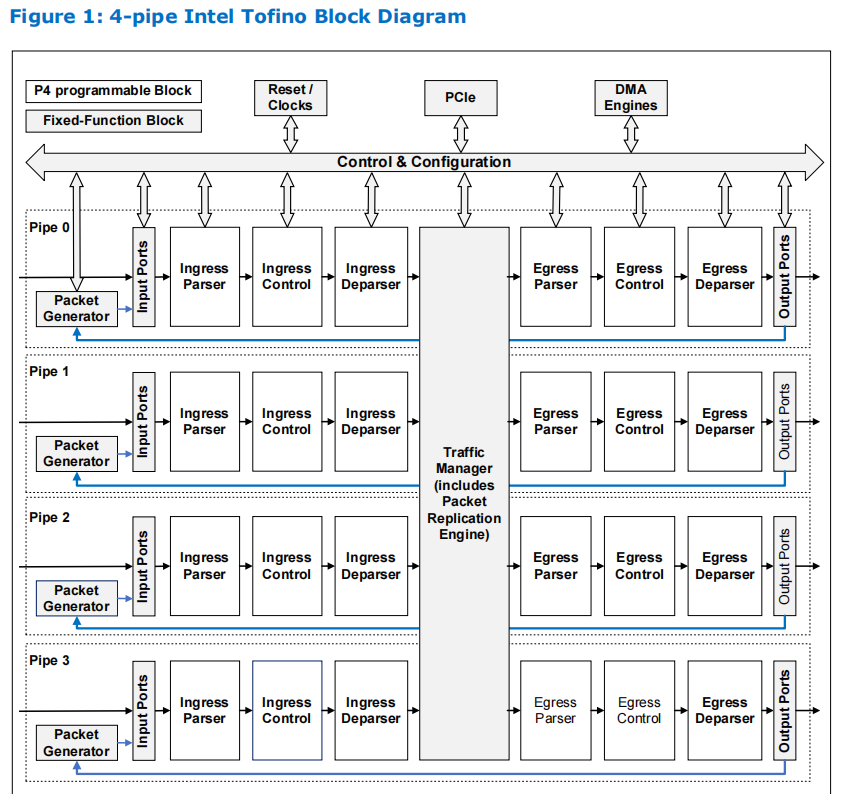 Figure 1: 4-pipe Intel Tofino Block Diagram
P4 programmable Block
Fixed-Function Block
Reset /
Clocks
PCIe
DMA
Engines
Control & Configuration
Pipe 0
Packet
Generator
Input Ports
Ingress
Parser
Ingress
Control
Ingress
Deparser
Egress
Parser
Egress
Control
Egress
Deparser
Output Ports
Pipe 1
Packet
Generator
Input Ports
Ingress
Parser
Ingress
Control
Ingress
Deparser
Traffic
Manager
(includes
Packet
Replication
Engine)
Egress
Parser
Egress
Control
Egress
Deparser
Output Ports
Pipe 2
Packet
Generator
Input Ports
Ingress
Parser
Ingress
Control
Ingress
Deparser
Egress
Parser
Egress
Control
Egress
Deparser
Output Ports
Pipe 3
Packet
Generator
Input Ports
Ingress
Parser
Ingress
Control
Ingress
Deparser
Egress
Parser
Egress
Control
Egress
Deparser
Output Ports